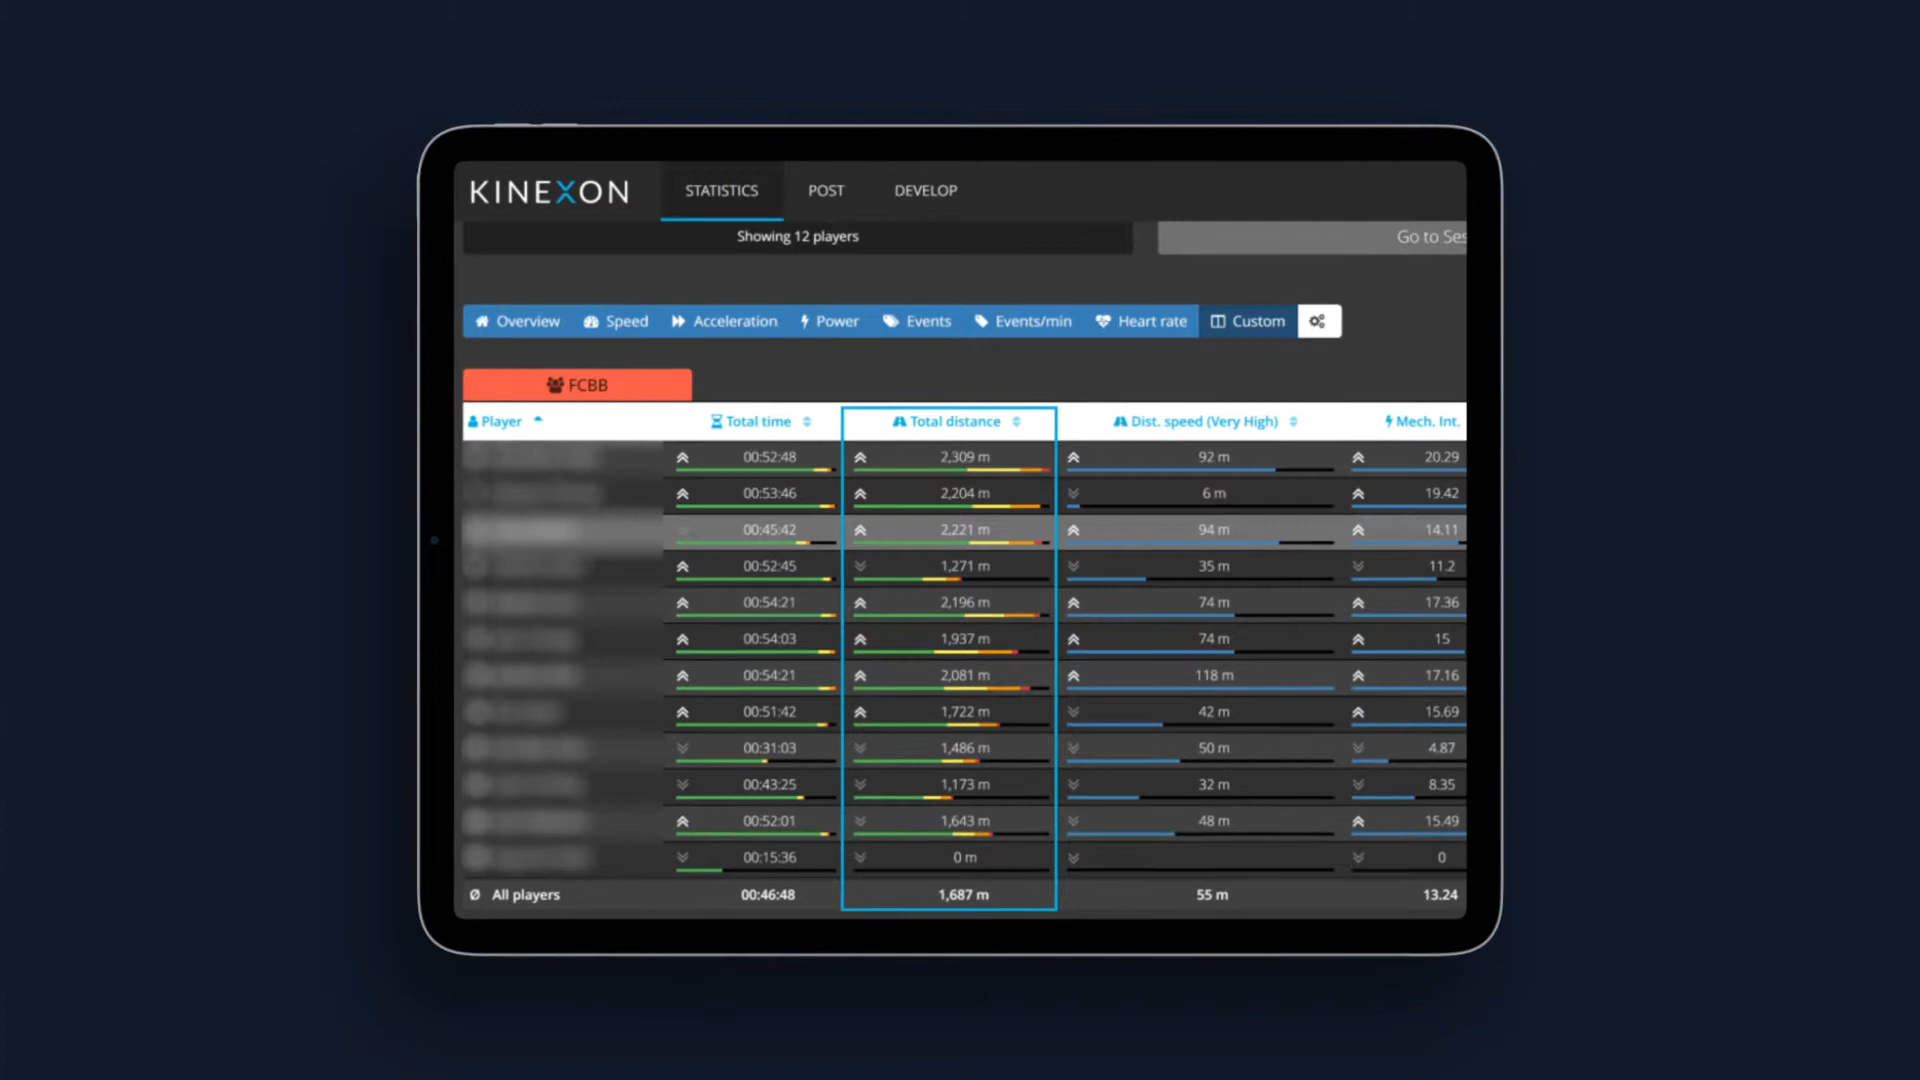 KINEXON STATISTICS POST DEVELOP
Showing 12 players Go to Ses
Overview Speed Acceleration Power Events Events/min Heart rate Custom
FCBB
Player Total time Total distance Dist. speed (Very High) Mech. Int.
00:52:48 2,309 m 92 m 20.29
00:53:46 2,204 m 6 m 19.42
00:45:42 2,221 m 94 m 14.11
00:52:45 1,271 m 35 m 11.2
00:54:21 2,196 m 74 m 17.36
00:54:03 1,937 m 74 m 15
00:54:21 2,081 m 118 m 17.16
00:51:42 1,722 m 42 m 15.69
00:31:03 1,486 m 50 m 4.87
00:43:25 1,173 m 32 m 8.35
00:52:01 1,643 m 48 m 15.49
00:15:36 0 m 0
Ø All players 00:46:48 1,687 m 55 m 13.24